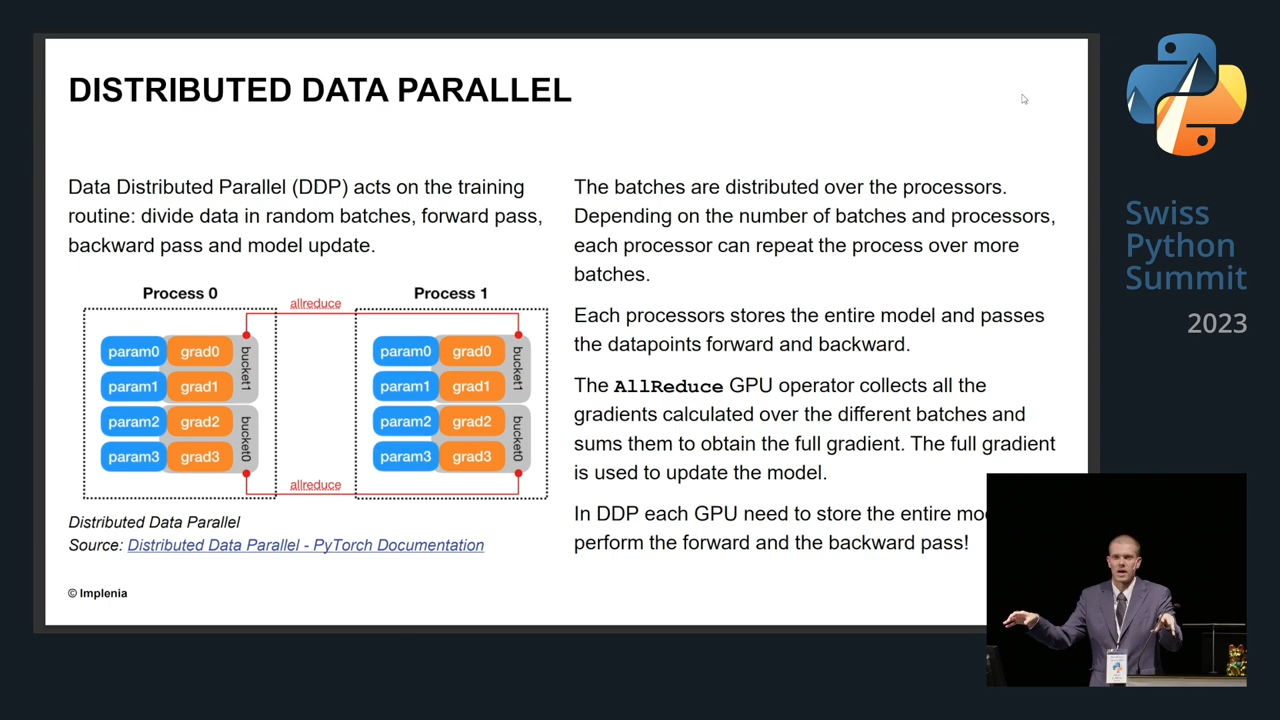 DISTRIBUTED DATA PARALLEL
Data Distributed Parallel (DDP) acts on the training
routine: divide data in random batches, forward pass,
backward pass and model update.
Process 0
Process 1
allreduce
param0
grad0
param1
grad1
bucket1
param2
grad2
param3
grad3
bucket0
param0
grad0
param1
grad1
bucket1
param2
grad2
param3
grad3
bucket0
allreduce
Distributed Data Parallel
Source: Distributed Data Parallel - PyTorch Documentation
© Implenia
The batches are distributed over the processors.
Depending on the number of batches and processors,
each processor can repeat the process over more
batches.
Each processors stores the entire model and passes
the datapoints forward and backward.
The AllReduce GPU operator collects all the
gradients calculated over the different batches and
sums them to obtain the full gradient. The full gradient
is used to update the model.
In DDP each GPU need to store the entire
perform the forward and the backward pass!
Swiss
Python
Summit
2023